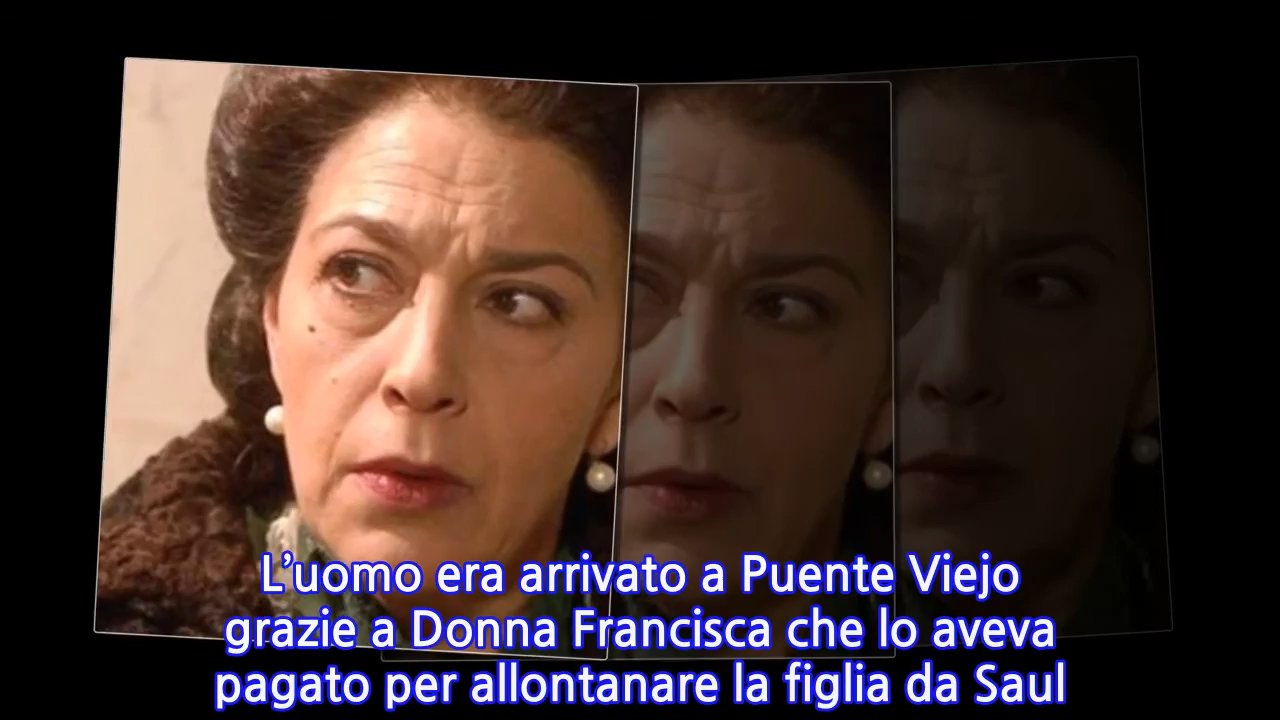 L’uomo era arrivato a Puente Viejo
grazie a Donna Francisca che lo aveva
pagato per allontanare la figlia da Saul